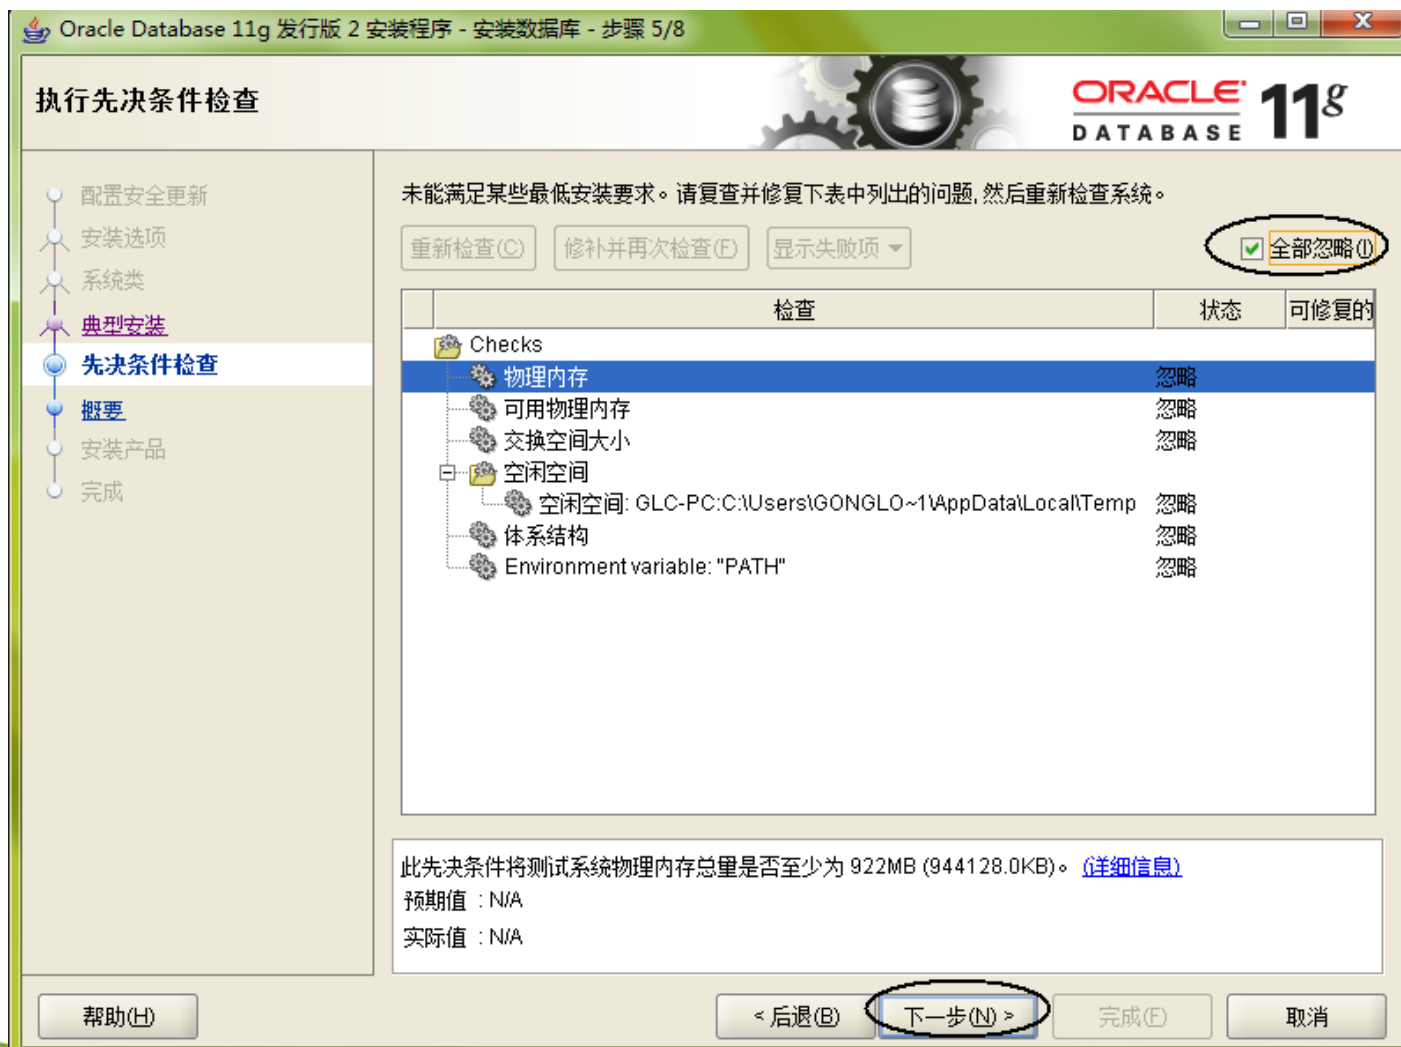 Oracle Database 11g 发行版 2 安装程序 - 安装数据库 - 步骤 5/8
执行先决条件检查
ORACLE 11g
DATABASE
配置安全更新
安装选项
系统类
典型安装
先决条件检查
概要
安装产品
完成
未能满足某些最低安装要求。请复查并修复下表中列出的问题, 然后重新检查系统。
重新检查(C) 修补并再次检查(F) 显示失败项 全部忽略(I)
检查 状态 可修复的
Checks
物理内存 忽略
可用物理内存 忽略
交换空间大小 忽略
空闲空间
空闲空间: GLC-PC:C:\Users\GONGLO~1\AppData\Local\Temp 忽略
体系结构 忽略
Environment variable: "PATH" 忽略
此先决条件将测试系统物理内存总量是否至少为 922MB (944128.0KB)。 (详细信息)
预期值 : N/A
实际值 : N/A
帮助(H) < 后退(B) 下一步(N) > 完成(F) 取消